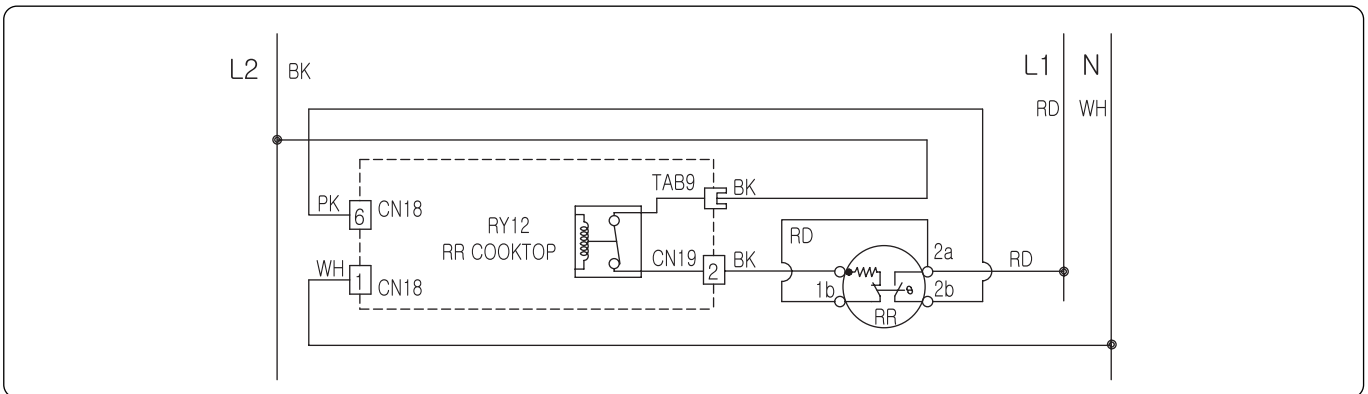 L2 BK L1 N
RD WH
TAB9 BK
PK 6 CN18
RY12
RR COOKTOP
RD
WH 1 CN18
CN19 2 BK
2a RD
1b 2b
RR